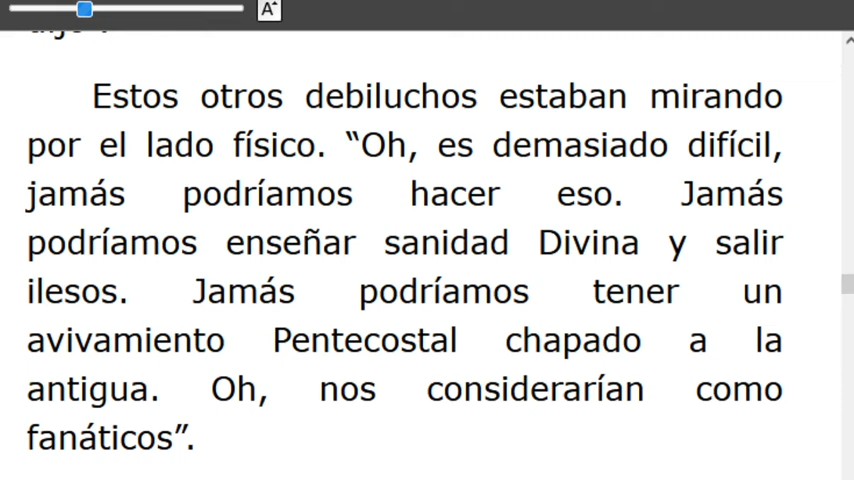 A
Estos otros debiluchos estaban mirando
por el lado físico. “Oh, es demasiado difícil,
jamás podríamos hacer eso. Jamás
podríamos enseñar sanidad Divina y salir
ilesos. Jamás podríamos tener un
avivamiento Pentecostal chapado a la
antigua. Oh, nos considerarían como
fanáticos”.